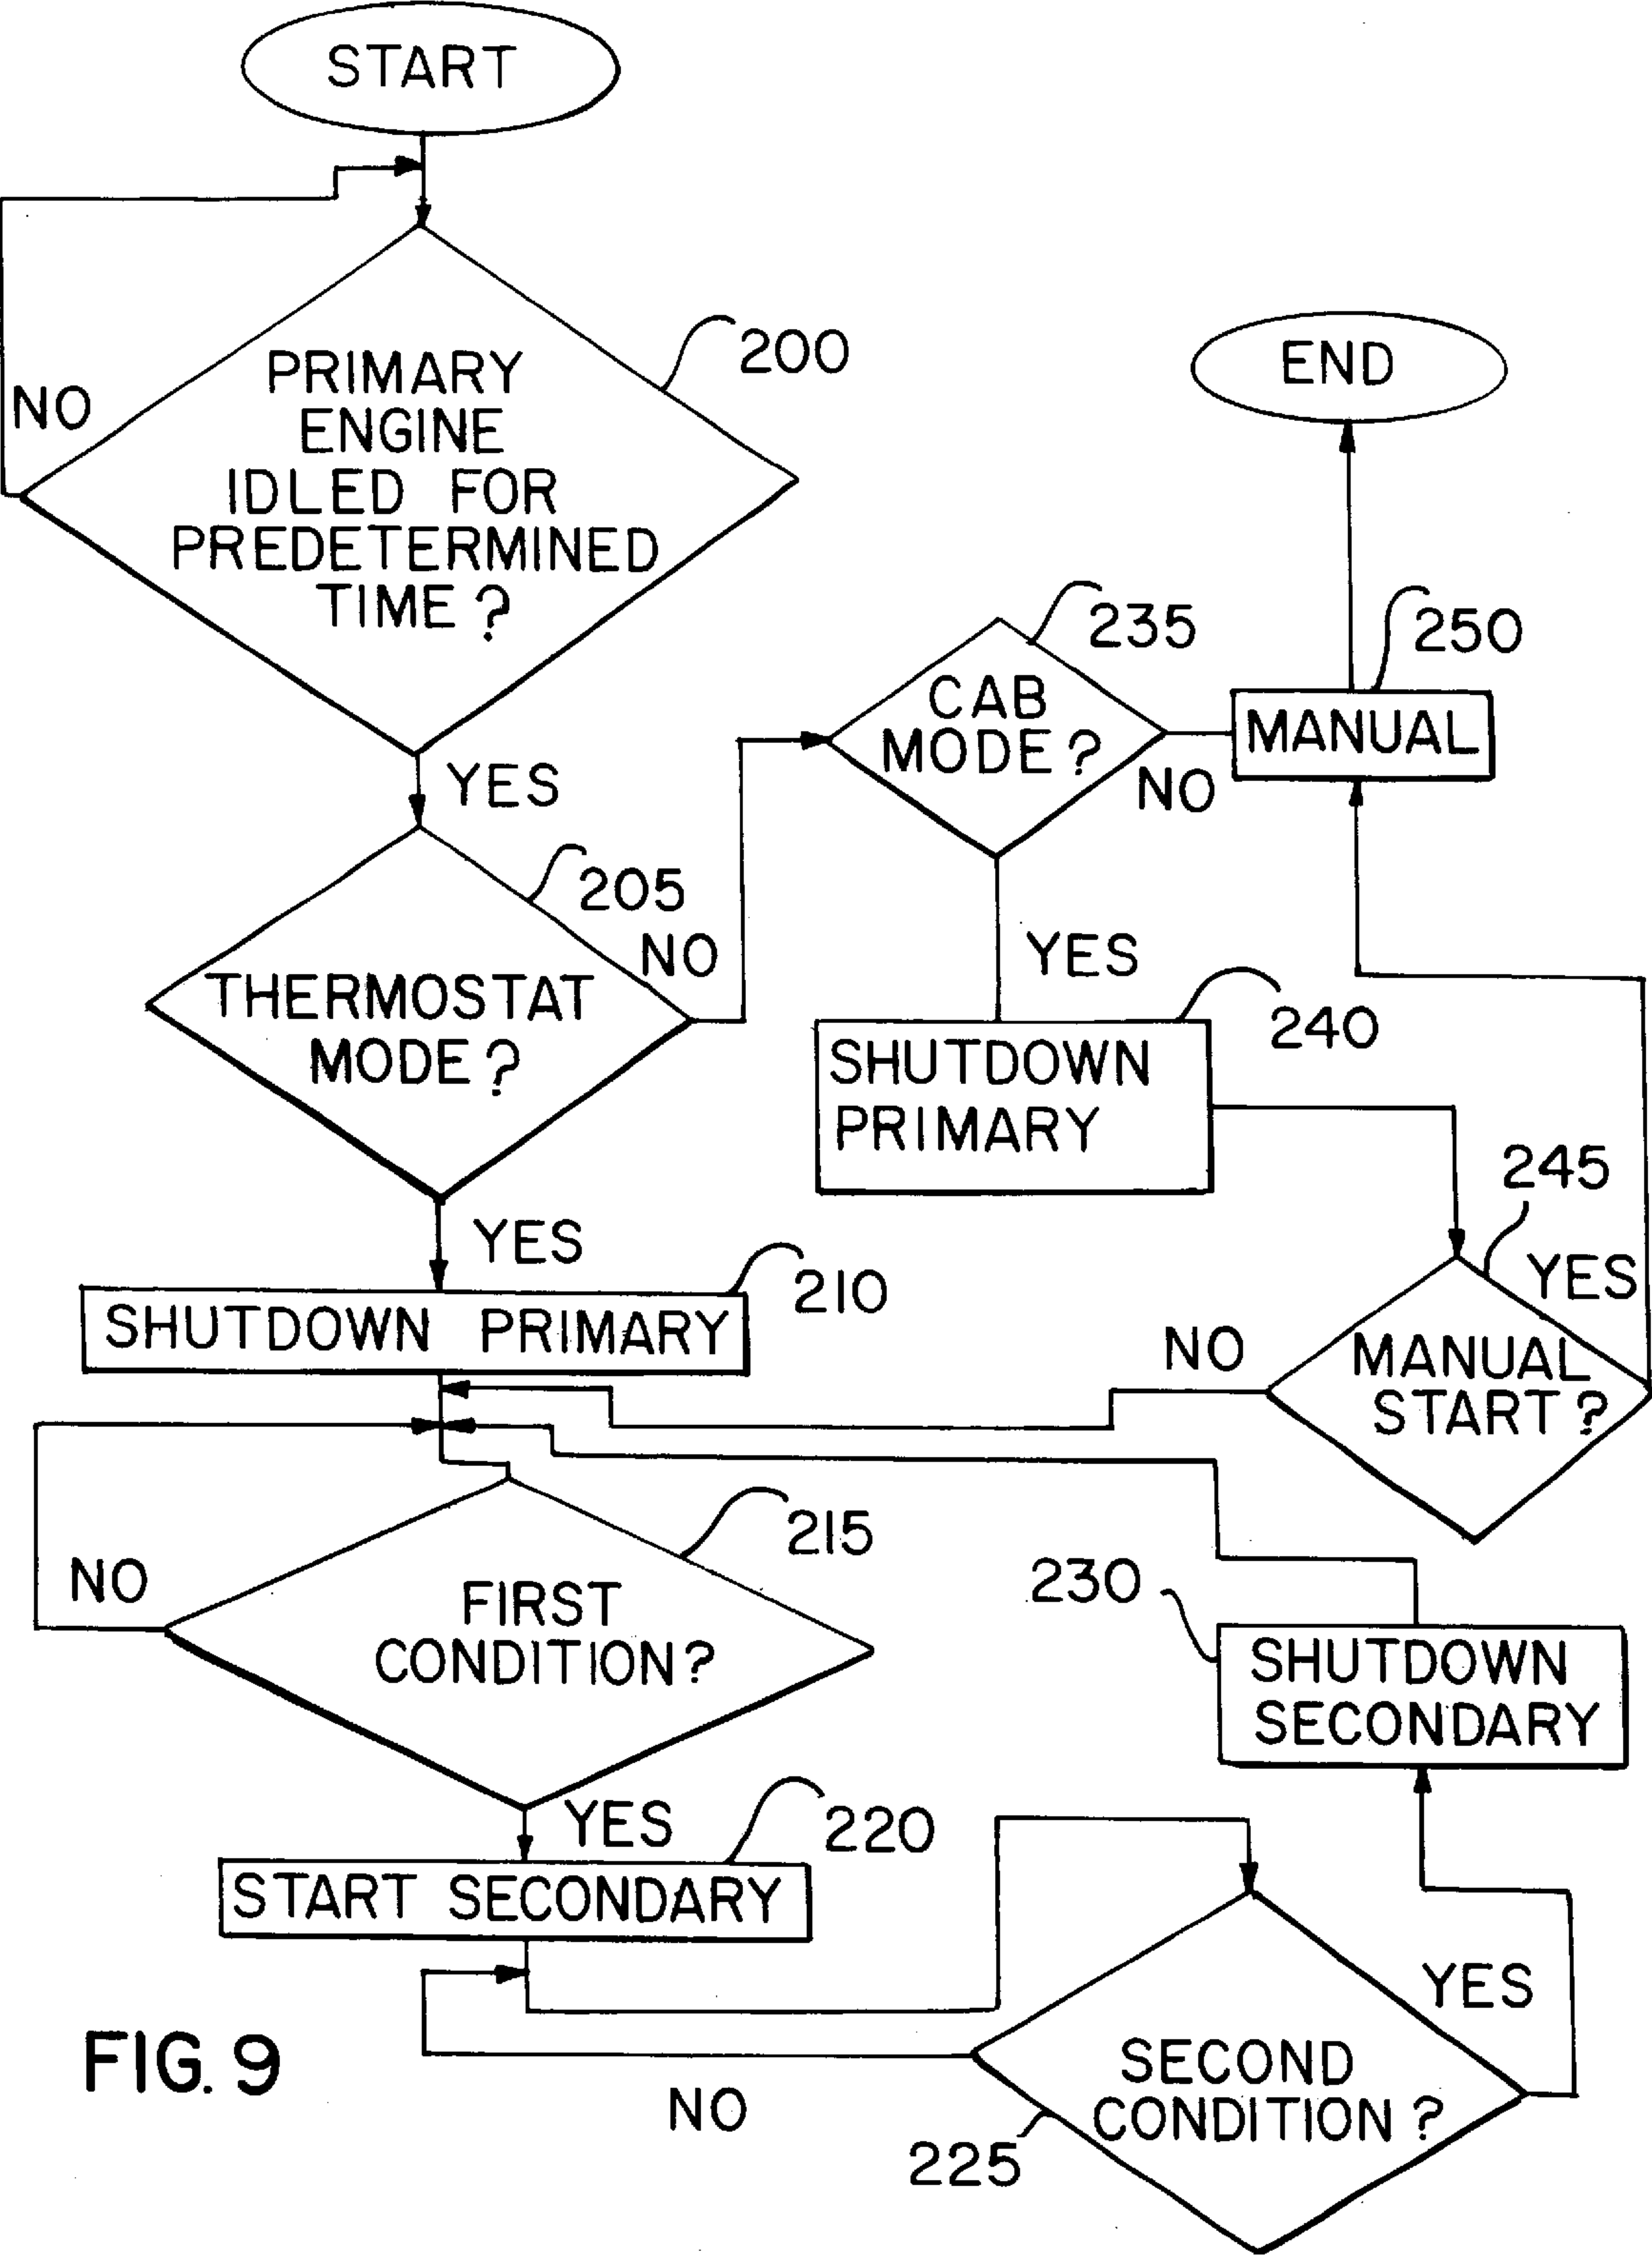 START
NO
PRIMARY
ENGINE
IDLED FOR
PREDETERMINED
TIME?
200
YES
THERMOSTAT
MODE?
205
NO
YES
SHUTDOWN PRIMARY
210
NO
FIRST
CONDITION?
215
YES
START SECONDARY
220
END
CAB
MODE?
235
NO
MANUAL
250
YES
SHUTDOWN
PRIMARY
240
245
YES
NO
MANUAL
START?
230
SHUTDOWN
SECONDARY
YES
SECOND
CONDITION?
225
NO
FIG. 9